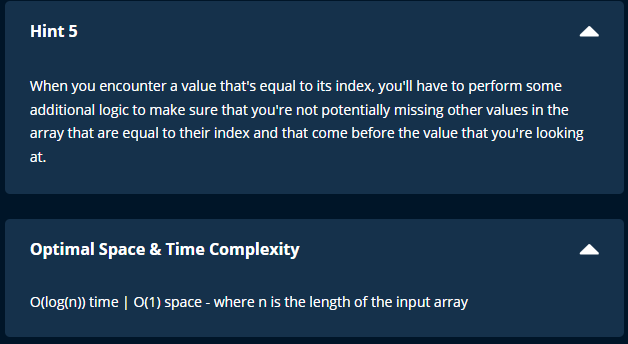 Hint 5
When you encounter a value that's equal to its index, you'll have to perform some
additional logic to make sure that you're not potentially missing other values in the
array that are equal to their index and that come before the value that you're looking
at.
Optimal Space & Time Complexity
O(log(n)) time | O(1) space - where n is the length of the input array